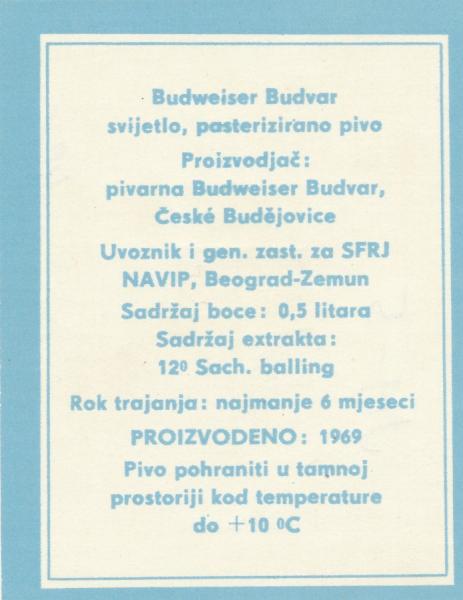 Budweiser Budvar
svijetlo, pasterizirano pivo
Proizvodjač:
pivarna Budweiser Budvar,
České Budějovice
Uvoznik i gen. zast. za SFRJ
NAVIP, Beograd-Zemun
Sadržaj boce: 0,5 litara
Sadržaj extrakta:
12⁰ Sach. balling
Rok trajanja: najmanje 6 mjeseci
PROIZVODENO: 1969
Pivo pohraniti u tamnoj
prostoriji kod temperature
do +10 ⁰C